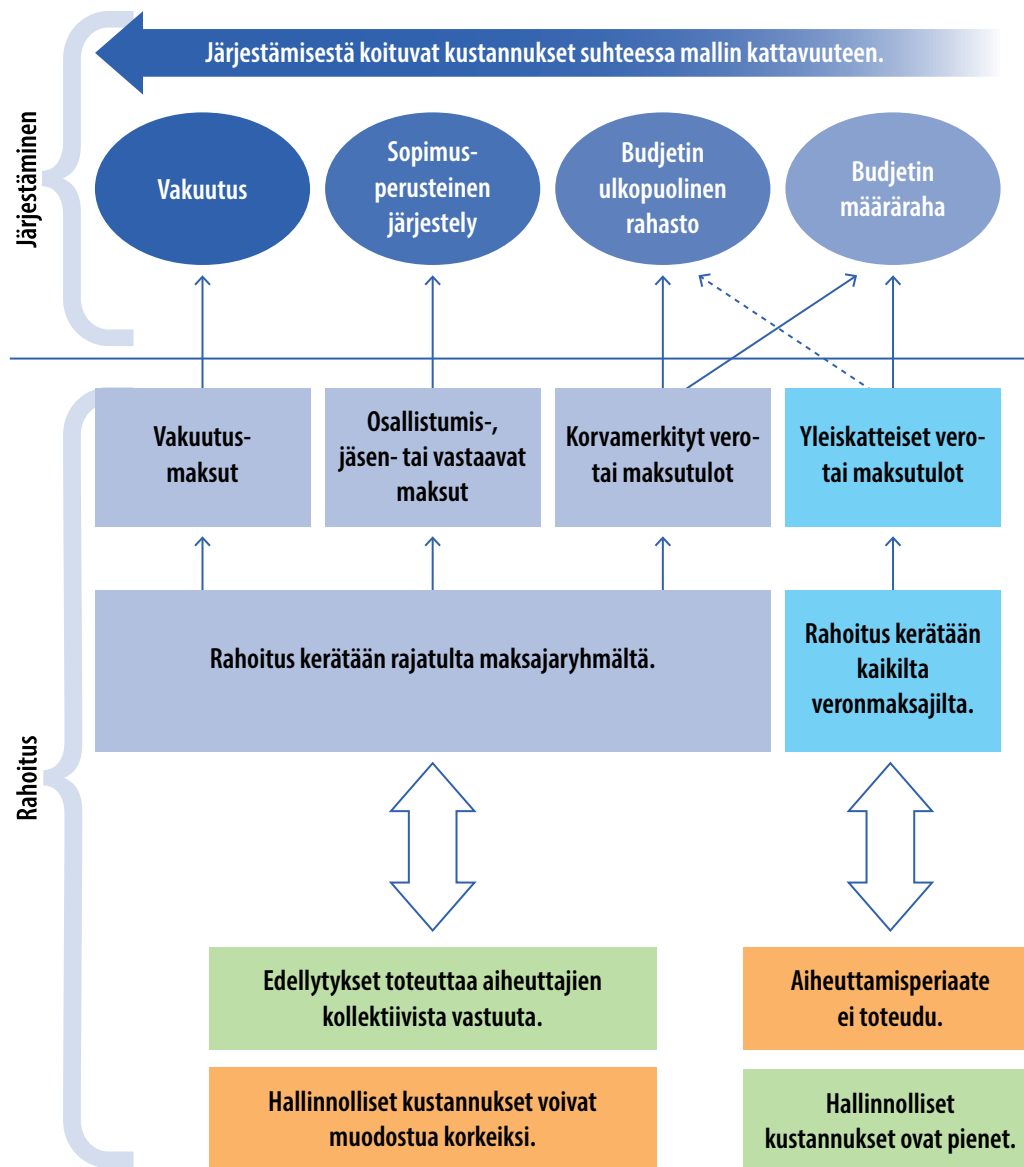 Järjestäminen
Järjestämisestä koituvat kustannukset suhteessa mallin kattavuuteen.
Vakuutus
Sopimus-
perusteinen
järjestely
Budjetin
ulkopuolinen
rahasto
Budjetin
määräraha
Rahoitus
Vakuutus-
maksut
Osallistumis-,
jäsen- tai vastaavat
maksut
Korvamerkityt vero-
tai maksutulot
Yleiskatteiset vero-
tai maksutulot
Rahoitus kerätään rajatulta maksajaryhmältä.
Rahoitus kerätään
kaikilta
veronmaksajilta.
Edellytykset toteuttaa aiheuttajien
kollektiivista vastuuta.
Aiheuttamisperiaate
ei toteudu.
Hallinnolliset kustannukset voivat
muodostua korkeiksi.
Hallinnolliset
kustannukset ovat pienet.